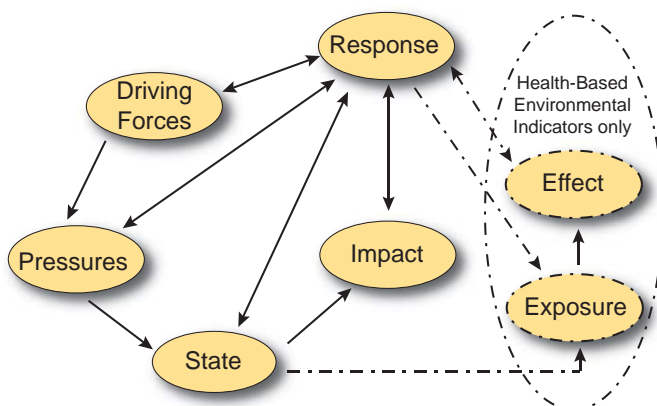 Response
Driving
Forces
Health-Based
Environmental
Indicators only
Effect
Pressures
Impact
Exposure
State